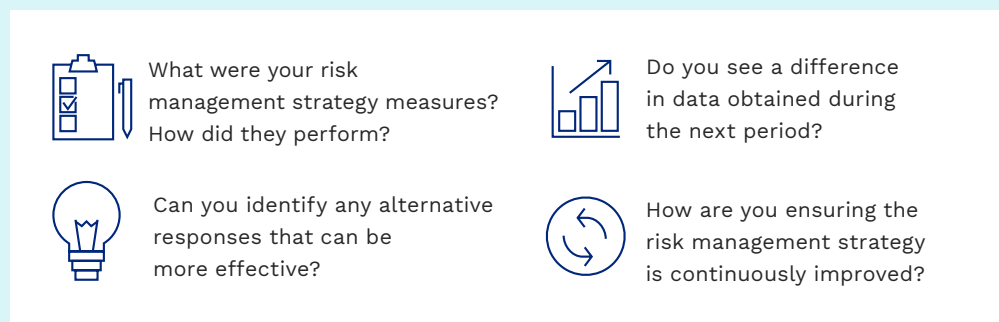 What were your risk
management strategy measures?
How did they perform?
Do you see a difference
in data obtained during
the next period?
Can you identify any alternative
responses that can be
more effective?
How are you ensuring the
risk management strategy
is continuously improved?